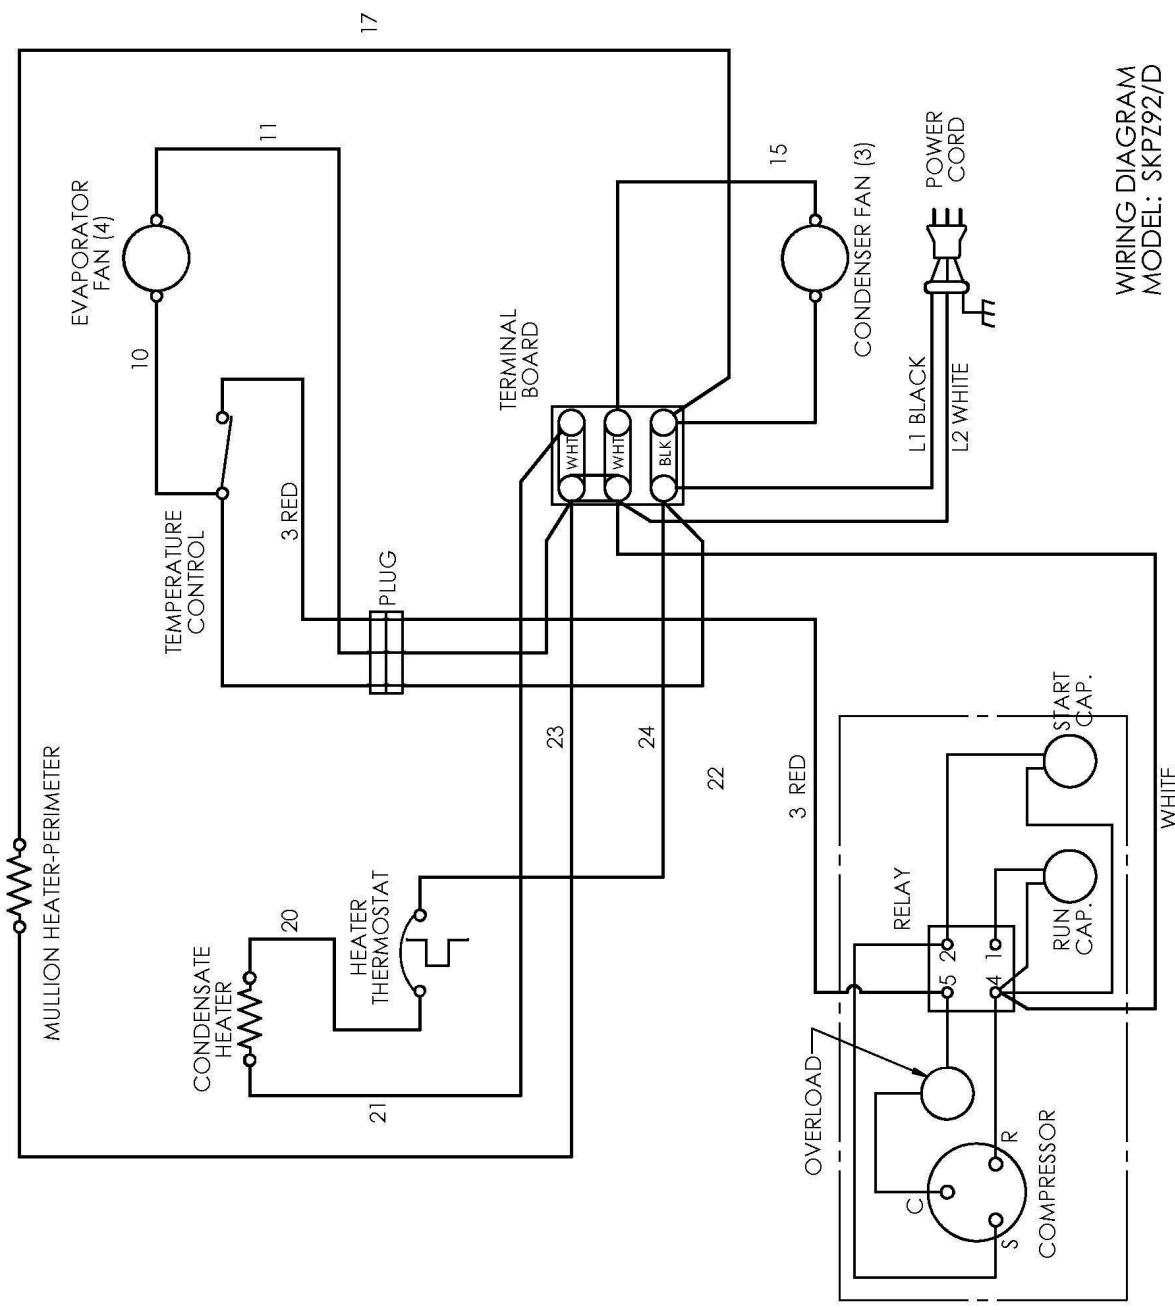 MULLION HEATER-PERIMETER
17
EVAPORATOR
FAN (4)
10
11
TEMPERATURE
CONTROL
3 RED
CONDENSATE
HEATER
20
21
HEATER
THERMOSTAT
PLUG
23
24
22
TERMINAL
BOARD
WHT
WHT
BLK
15
CONDENSER FAN (3)
L1 BLACK
L2 WHITE
POWER
CORD
3 RED
OVERLOAD
RELAY
5
2
4
1
C
S
R
COMPRESSOR
RUN
CAP.
START
CAP.
WHITE
WIRING DIAGRAM
MODEL: SKPZ92/D